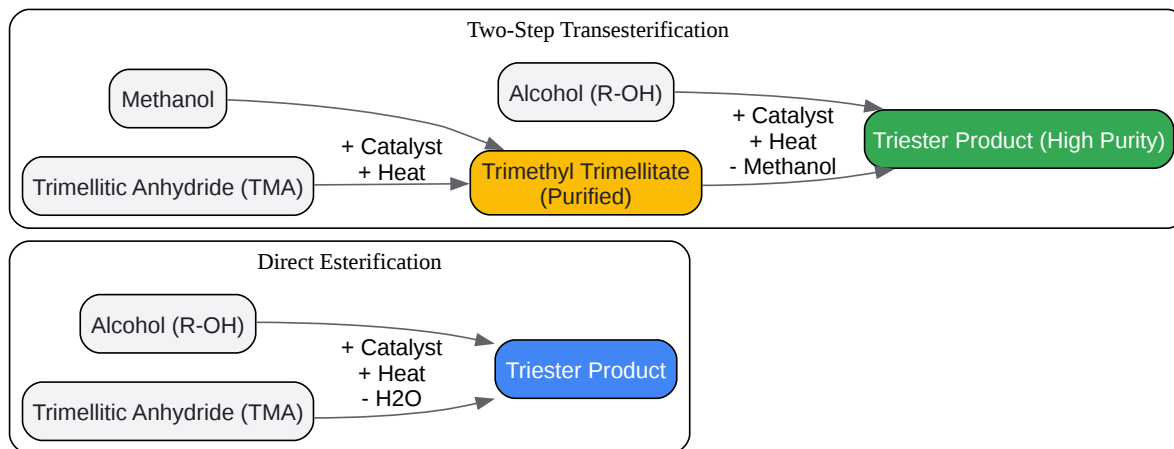 Two-Step Transesterification
Methanol
Alcohol (R-OH)
Trimellitic Anhydride (TMA)
+ Catalyst
+ Heat
Trimethyl Trimellitate
(Purified)
+ Catalyst
+ Heat
- Methanol
Triester Product (High Purity)
Direct Esterification
Alcohol (R-OH)
Trimellitic Anhydride (TMA)
+ Catalyst
+ Heat
- H2O
Triester Product